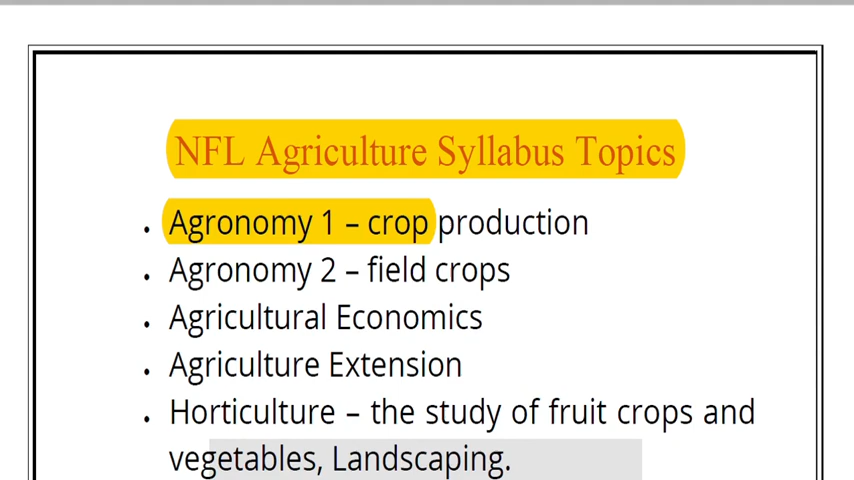 NFL Agriculture Syllabus Topics
• Agronomy 1 – crop production
• Agronomy 2 – field crops
• Agricultural Economics
• Agriculture Extension
• Horticulture – the study of fruit crops and
vegetables, Landscaping.